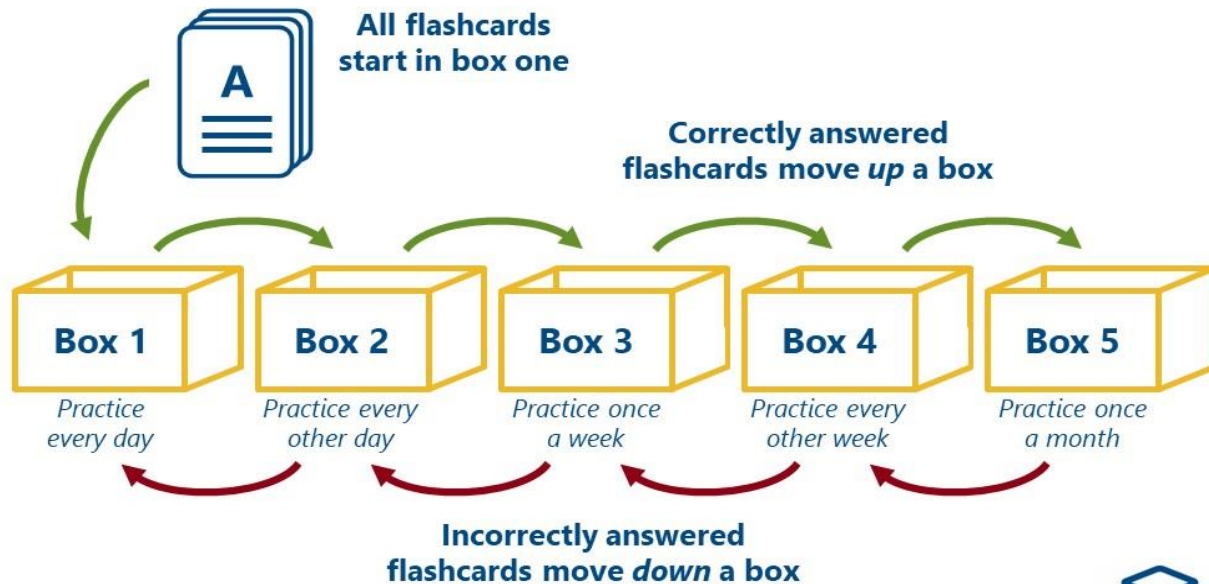 All flashcards
start in box one
A
Correctly answered
flashcards move up a box
Box 1
Box 2
Box 3
Box 4
Box 5
Practice
every day
Practice every
other day
Practice once
a week
Practice every
other week
Practice once
a month
Incorrectly answered
flashcards move down a box